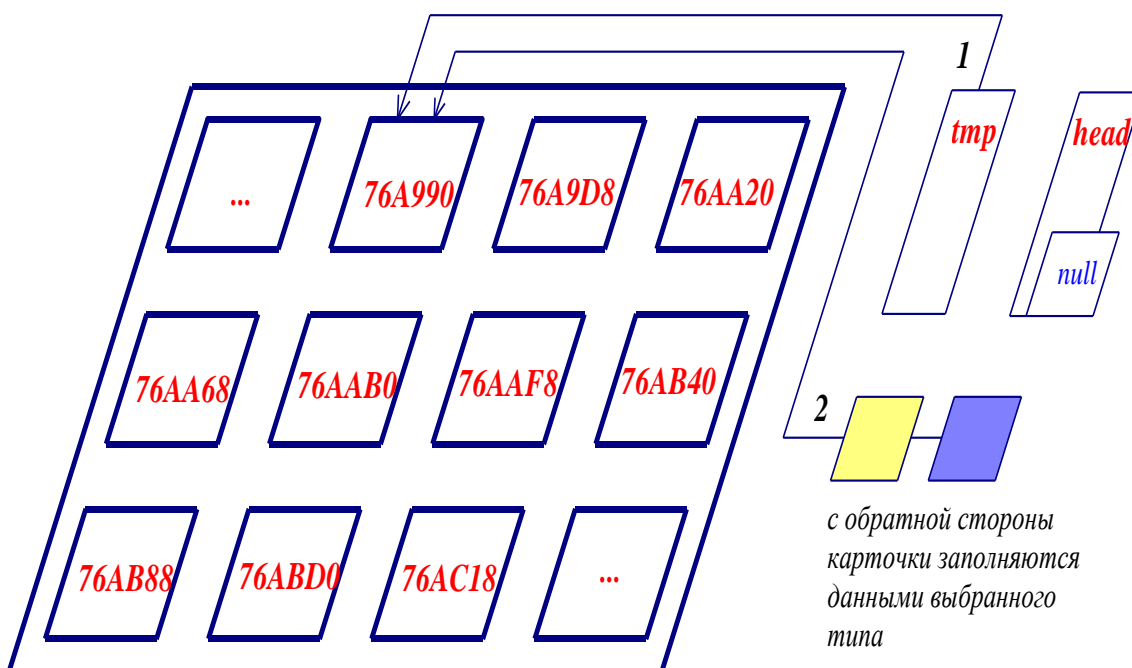 1
tmp
head
... 76A990 76A9D8 76AA20
null
76AA68 76AAB0 76AAF8 76AB40
2
с обратной стороны
карточки заполняются
данными выбранного
типа
76AB88 76ABD0 76AC18 ...